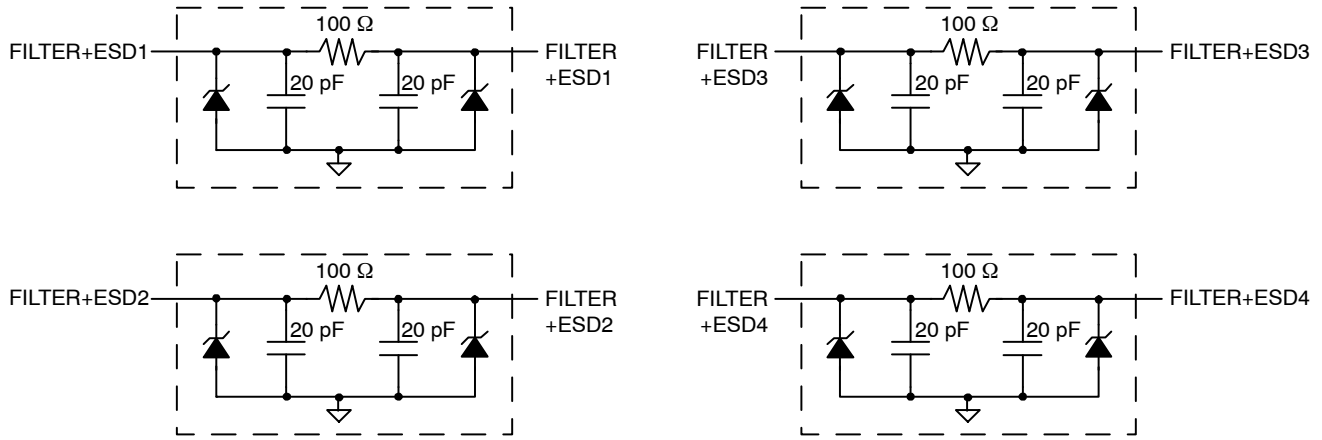 100 Ω
FILTER+ESD1
20 pF
20 pF
FILTER
+ESD1
100 Ω
FILTER
+ESD3
20 pF
20 pF
FILTER+ESD3
100 Ω
FILTER+ESD2
20 pF
20 pF
FILTER
+ESD2
100 Ω
FILTER
+ESD4
20 pF
20 pF
FILTER+ESD4